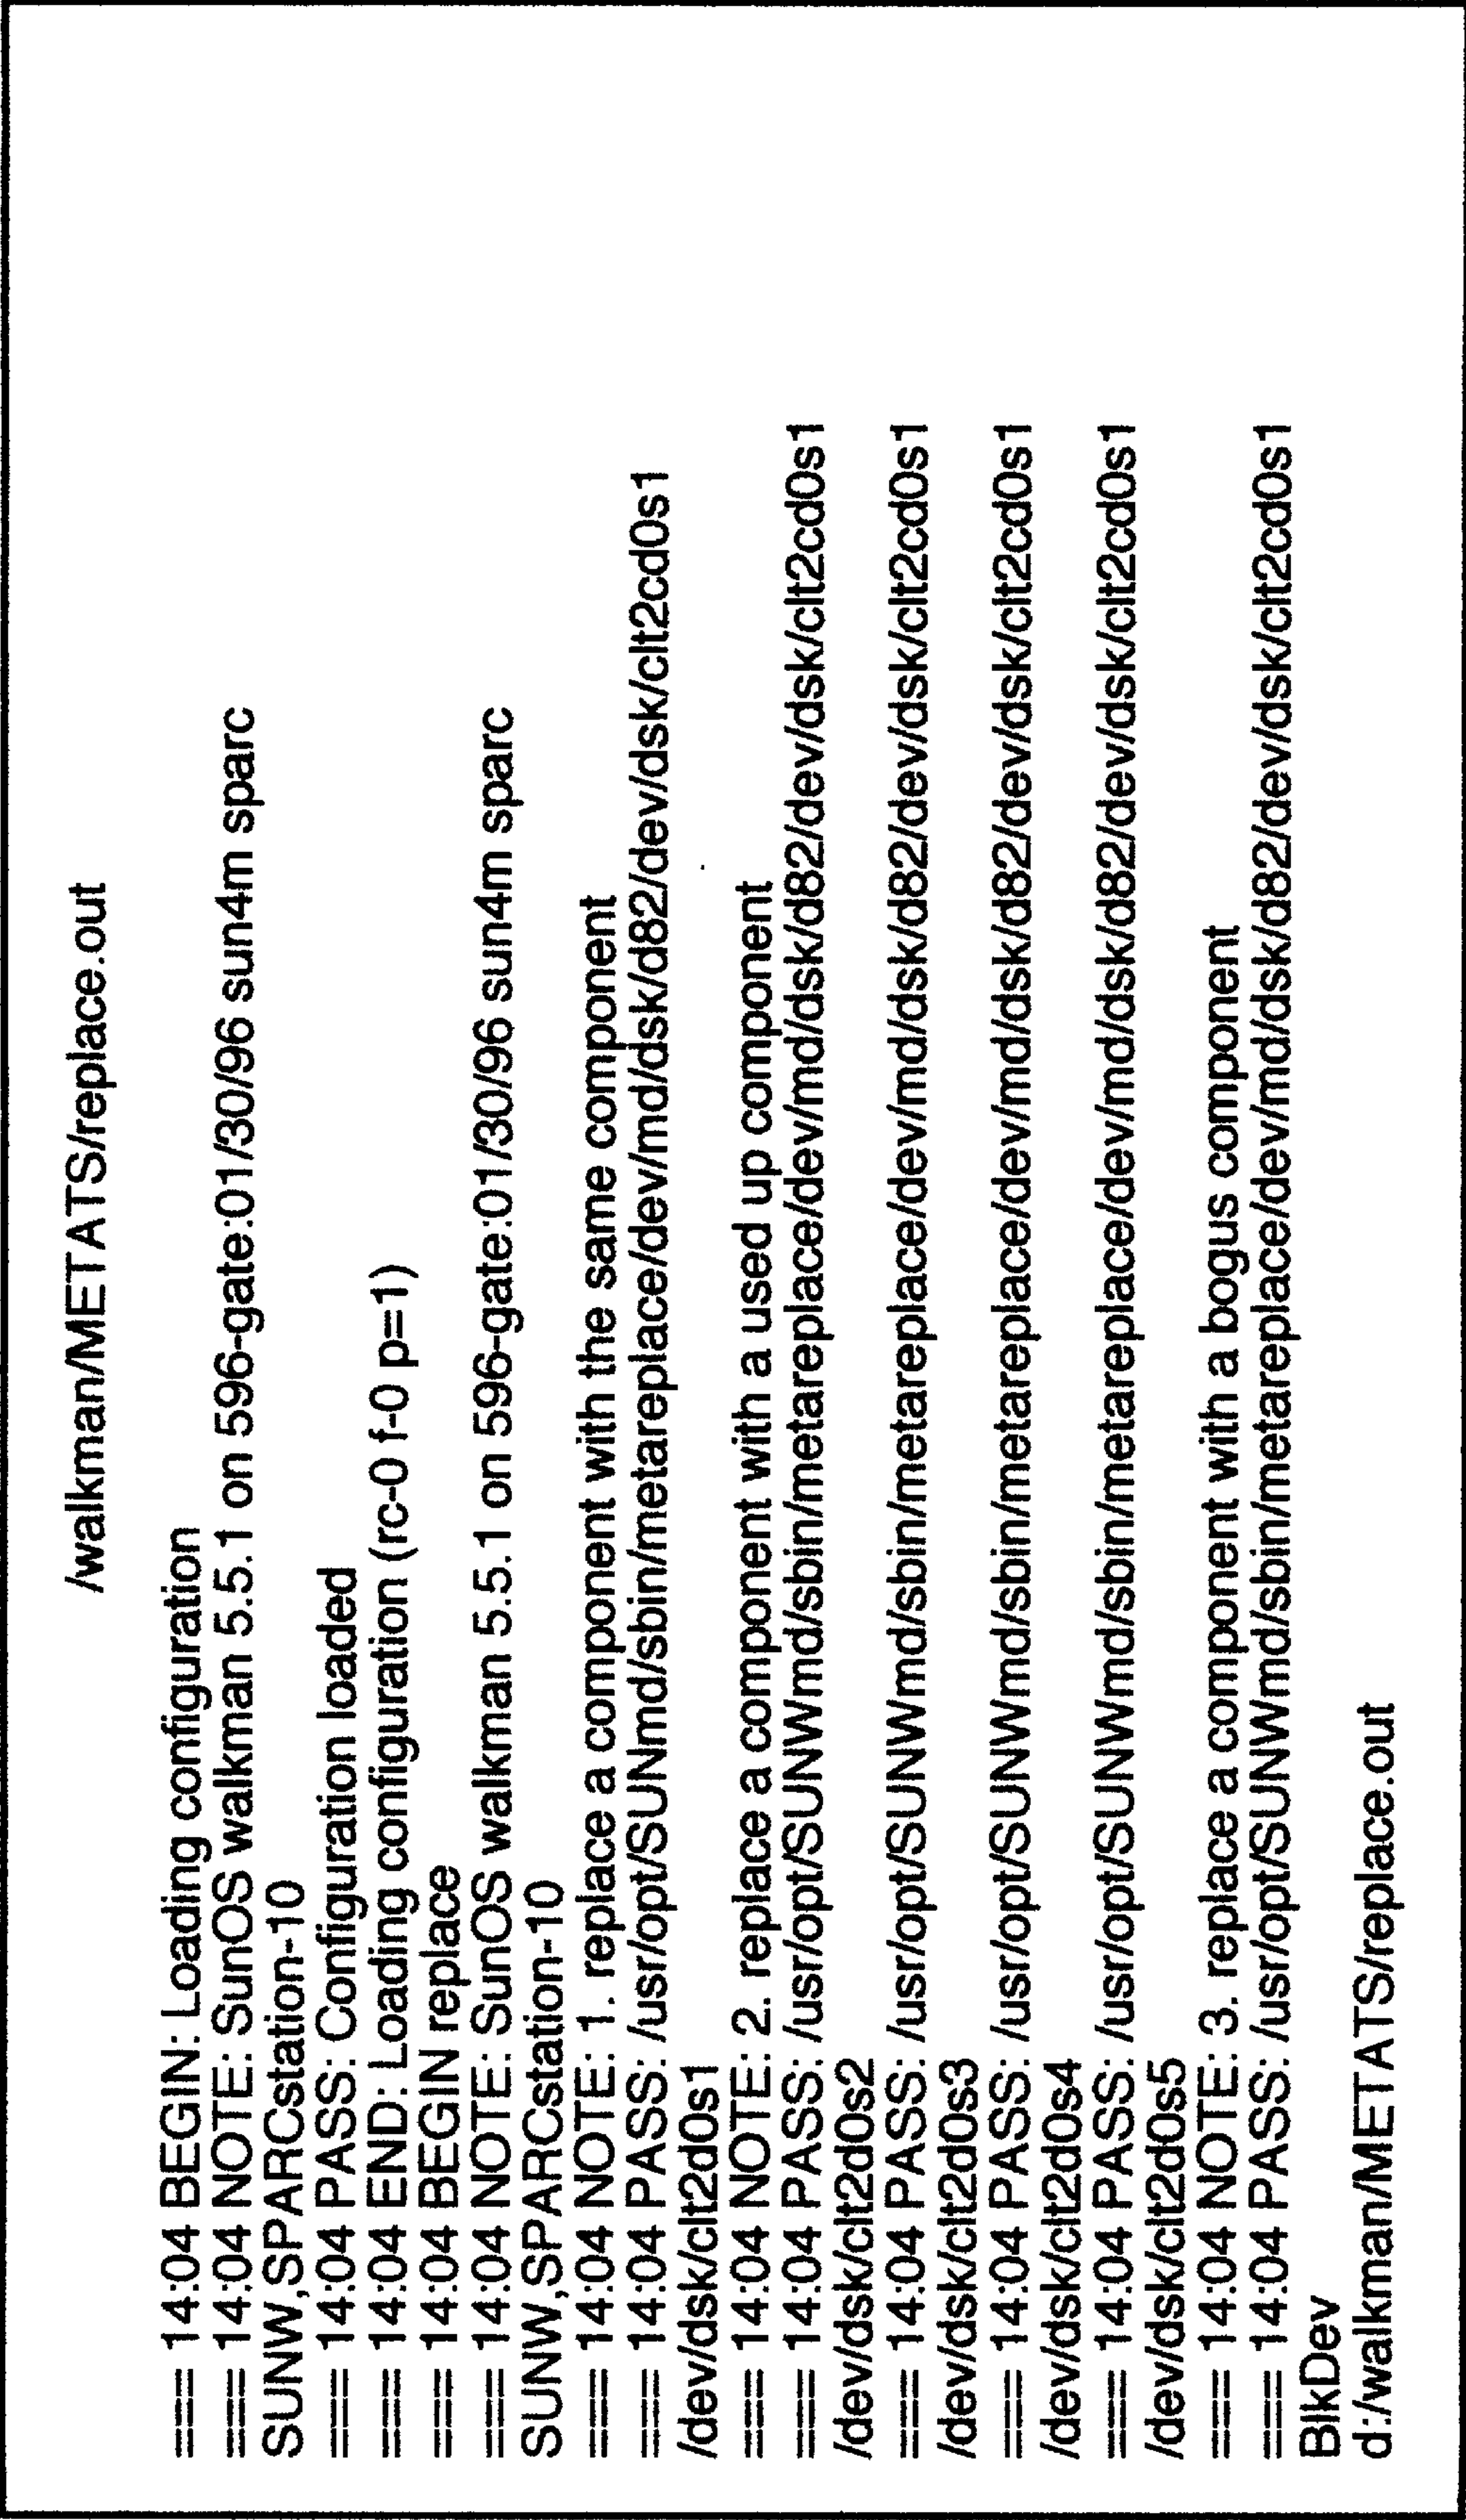 /walkman/METATS/replace.out
=== 14:04 BEGIN: Loading configuration
=== 14:04 NOTE: SunOS walkman 5.5.1 on 596-gate:01/30/96 sun4m sparc
SUNW,SPARCstation-10
=== 14:04 PASS: Configuration loaded
=== 14:04 END: Loading configuration (rc-0 f-0 p=1)
=== 14:04 BEGIN replace
=== 14:04 NOTE: SunOS walkman 5.5.1 on 596-gate:01/30/96 sun4m sparc
SUNW,SPARCstation-10
=== 14:04 NOTE: 1. replace a component with the same component
=== 14:04 PASS: /usr/opt/SUNmd/sbin/metareplace/dev/md/dsk/d82/dev/dsk/clt2cd0s1
/dev/dsk/clt2d0s1
=== 14:04 NOTE: 2. replace a component with a used up component
=== 14:04 PASS: /usr/opt/SUNWmd/sbin/metareplace/dev/md/dsk/d82/dev/dsk/clt2cd0s1
/dev/dsk/clt2d0s2
=== 14:04 PASS: /usr/opt/SUNWmd/sbin/metareplace/dev/md/dsk/d82/dev/dsk/clt2cd0s1
/dev/dsk/clt2d0s3
=== 14:04 PASS: /usr/opt/SUNWmd/sbin/metareplace/dev/md/dsk/d82/dev/dsk/clt2cd0s1
/dev/dsk/clt2d0s4
=== 14:04 PASS: /usr/opt/SUNWmd/sbin/metareplace/dev/md/dsk/d82/dev/dsk/clt2cd0s1
/dev/dsk/clt2d0s5
=== 14:04 NOTE: 3. replace a component with a bogus component
=== 14:04 PASS: /usr/opt/SUNWmd/sbin/metareplace/dev/md/dsk/d82/dev/dsk/clt2cd0s1
BlkDev
d:/walkman/METATS/replace.out